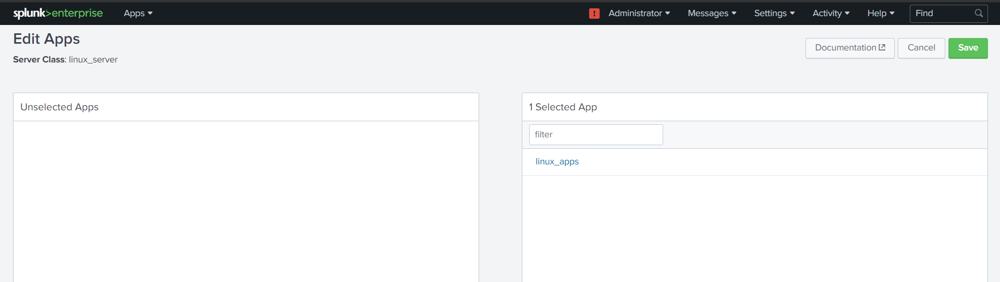 splunk>enterprise Apps Administrator Messages Settings Activity Help Find
Edit Apps
Documentation Cancel Save
Server Class: linux_server
Unselected Apps
1 Selected App
filter
linux_apps